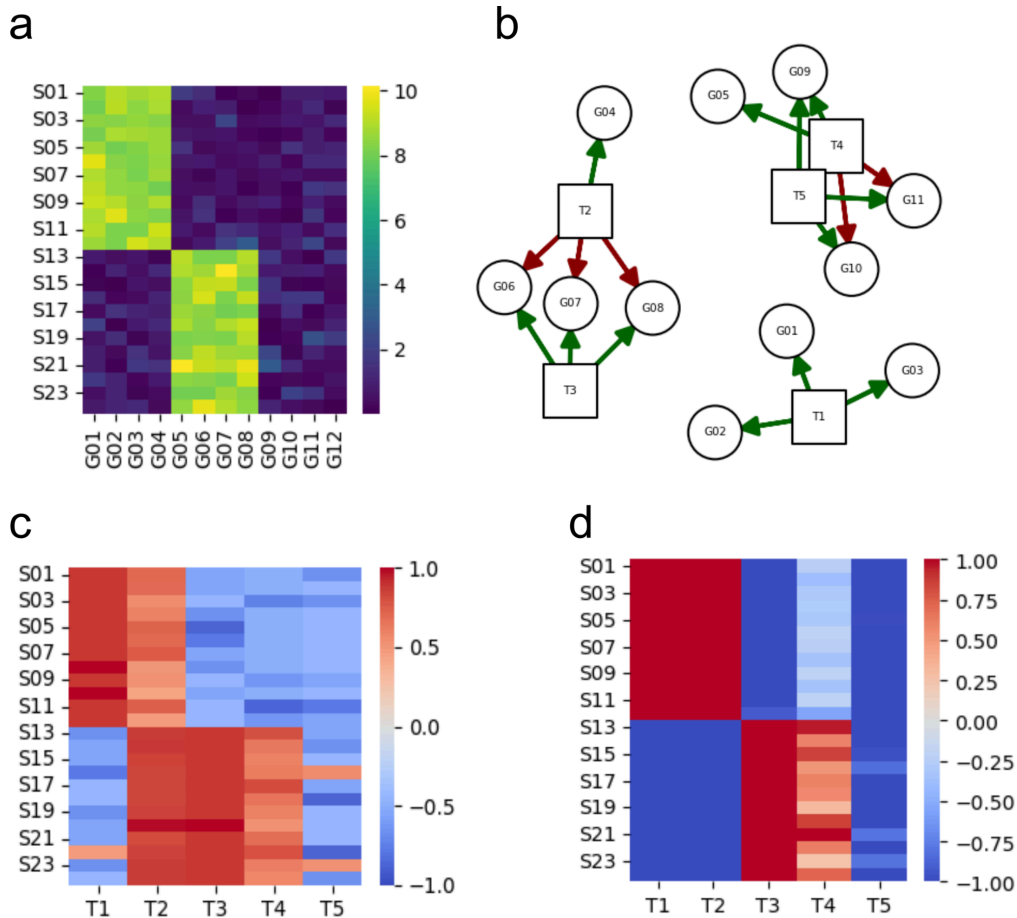 a
S01
S03
S05
S07
S09
S11
S13
S15
S17
S19
S21
S23
G01
G02
G03
G04
G05
G06
G07
G08
G09
G10
G11
G12
10
8
6
4
2
b
G04
T2
G06
G07
G08
T3
G09
G05
T4
T5
G11
G10
G01
G03
G02
T1
c
S01
S03
S05
S07
S09
S11
S13
S15
S17
S19
S21
S23
T1 T2 T3 T4 T5
1.0
0.5
0.0
−0.5
−1.0
d
S01
S03
S05
S07
S09
S11
S13
S15
S17
S19
S21
S23
T1 T2 T3 T4 T5
1.00
0.75
0.50
0.25
0.00
−0.25
−0.50
−0.75
−1.00